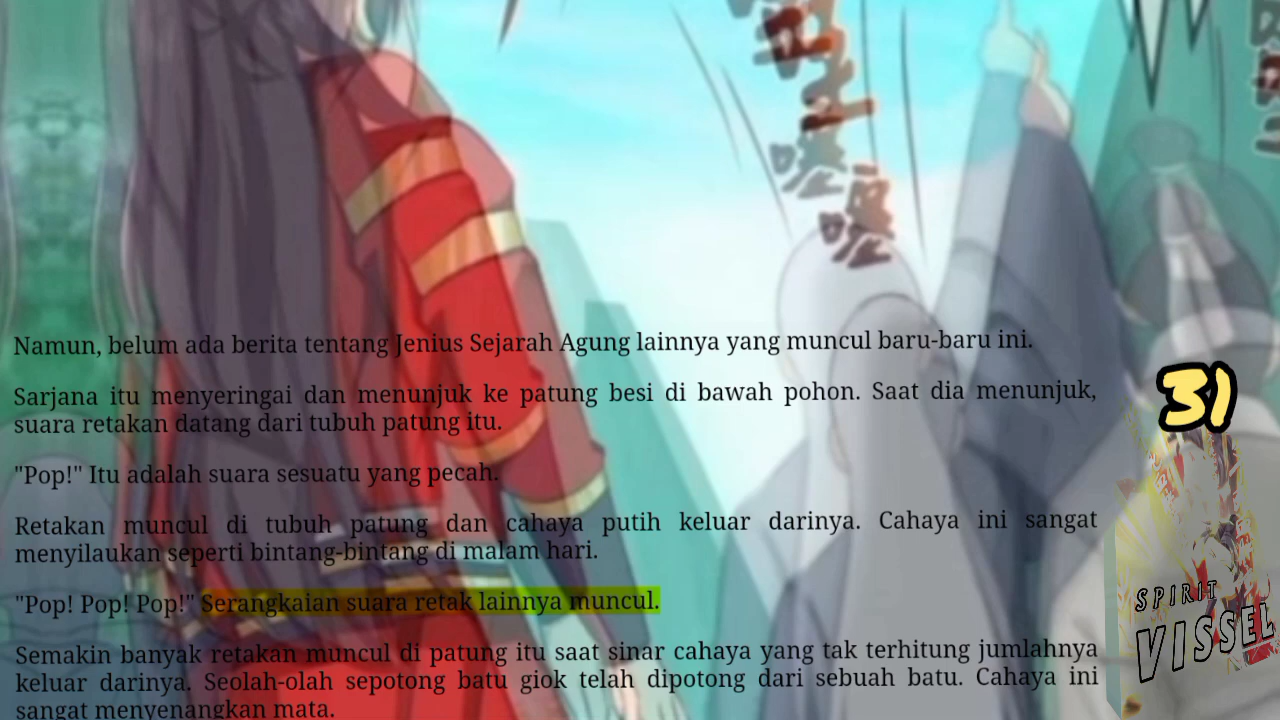 Namun, belum ada berita tentang Jenius Sejarah Agung lainnya yang muncul baru-baru ini.
Sarjana itu menyeringai dan menunjuk ke patung besi di bawah pohon. Saat dia menunjuk,
suara retakan datang dari tubuh patung itu.
"Pop!" Itu adalah suara sesuatu yang pecah.
Retakan muncul di tubuh patung dan cahaya putih keluar darinya. Cahaya ini sangat
menyilaukan seperti bintang-bintang di malam hari.
"Pop! Pop! Pop!" Serangkaian suara retak lainnya muncul.
Semakin banyak retakan muncul di patung itu saat sinar cahaya yang tak terhitung jumlahnya
keluar darinya. Seolah-olah sepotong batu giok telah dipotong dari sebuah batu. Cahaya ini
sangat menyenangkan mata.
31
SPIRIT
VISSEL